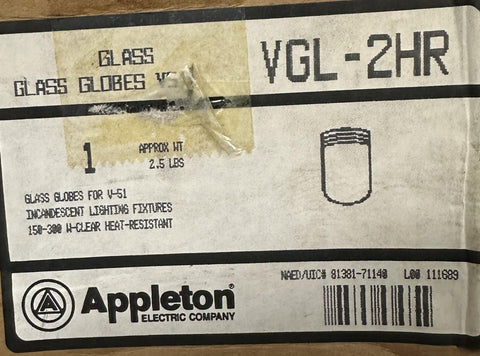 GLASS
GLASS GLOBES
VGL-2HR
1
APPROX WT
2.5 LBS
GLASS GLOBES FOR V-51
INCANDESCENT LIGHTING FIXTURES
150-300 W-CLEAR HEAT-RESISTANT
A
Appleton®
ELECTRIC COMPANY
NAED/UIC# 81381-71140 L00 111689